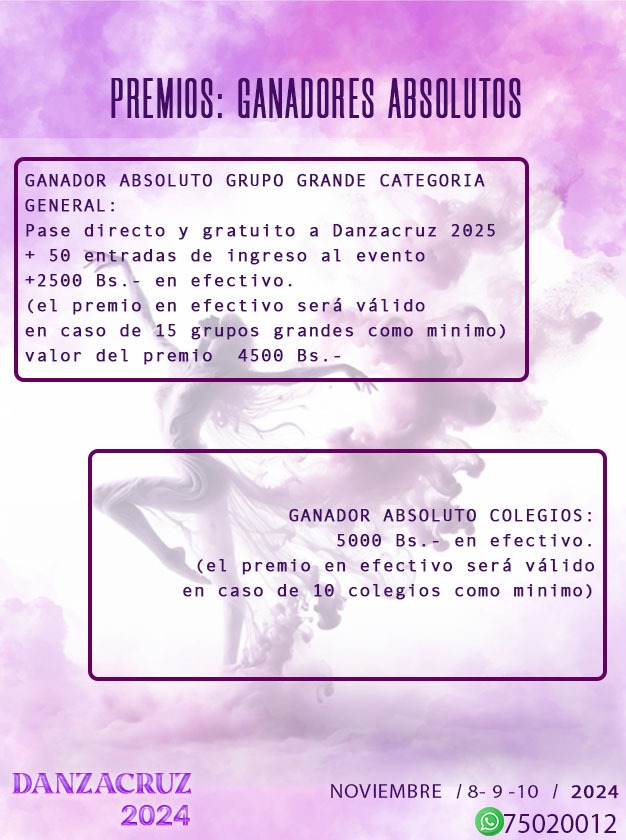 PREMIOS: GANADORES ABSOLUTOS
GANADOR ABSOLUTO GRUPO GRANDE CATEGORIA
GENERAL:
Pase directo y gratuito a Danzacruz 2025
+ 50 entradas de ingreso al evento
+2500 Bs.- en efectivo.
(el premio en efectivo será válido
en caso de 15 grupos grandes como minimo)
valor del premio  4500 Bs.-
GANADOR ABSOLUTO COLEGIOS:
5000 Bs.- en efectivo.
(el premio en efectivo será válido
en caso de 10 colegios como minimo)
DANZACRUZ
2024
NOVIEMBRE / 8- 9 -10 / 2024
75020012